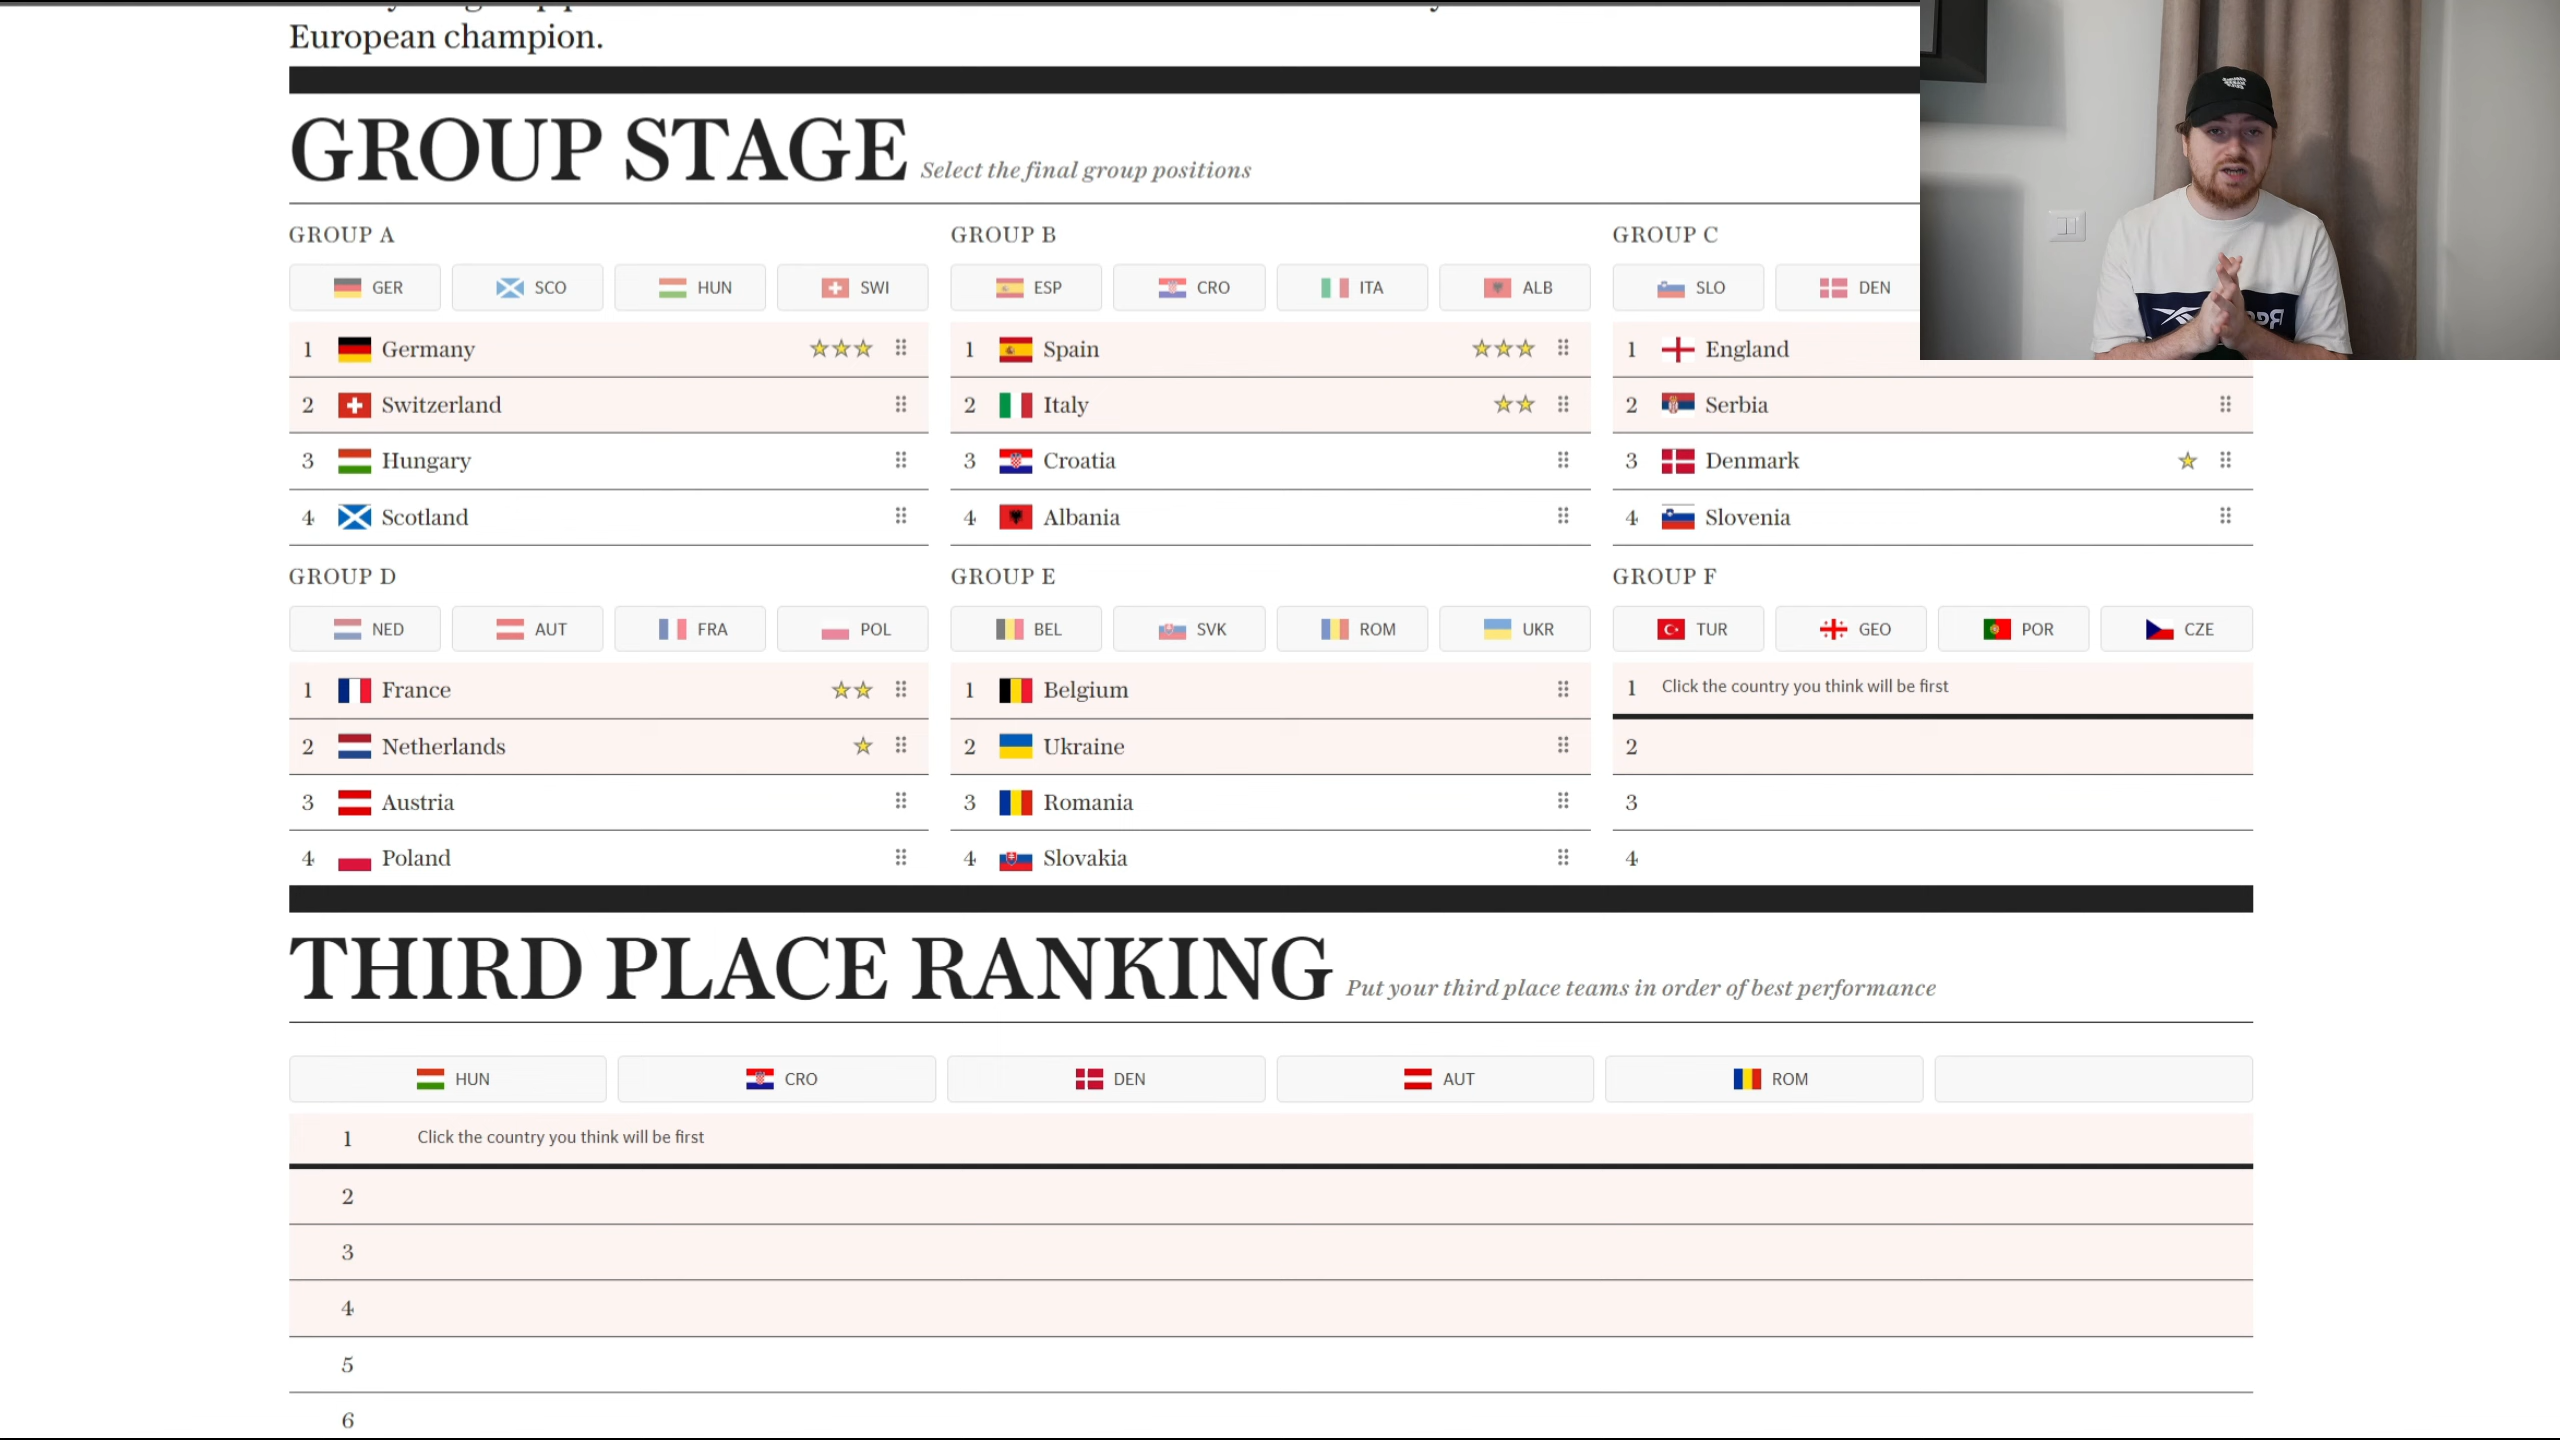 European champion.
GROUP STAGE Select the final group positions
GROUP A
GER SCO HUN SWI
1 Germany
2 Switzerland
3 Hungary
4 Scotland
GROUP B
ESP CRO ITA ALB
1 Spain
2 Italy
3 Croatia
4 Albania
GROUP C
SLO DEN
1 England
2 Serbia
3 Denmark
4 Slovenia
GROUP D
NED AUT FRA POL
1 France
2 Netherlands
3 Austria
4 Poland
GROUP E
BEL SVK ROM UKR
1 Belgium
2 Ukraine
3 Romania
4 Slovakia
GROUP F
TUR GEO POR CZE
1 Click the country you think will be first
2
3
4
THIRD PLACE RANKING Put your third place teams in order of best performance
HUN CRO DEN AUT ROM
1 Click the country you think will be first
2
3
4
5
6